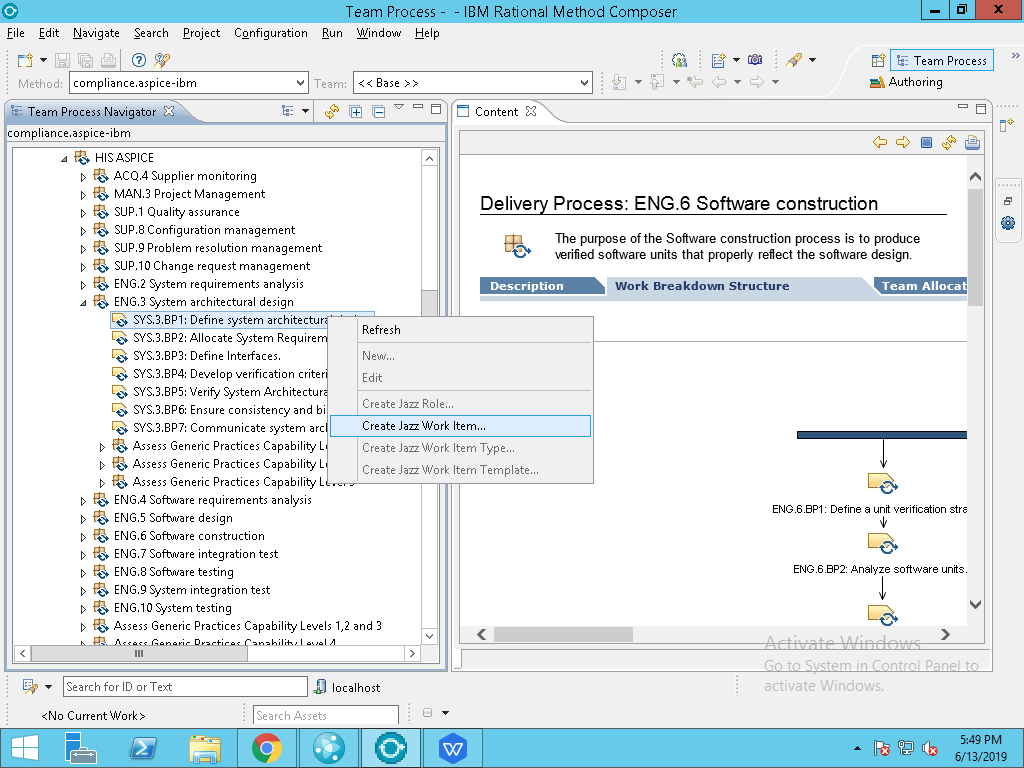 Team Process -  - IBM Rational Method Composer
File Edit Navigate Search Project Configuration Run Window Help
Team Process
Method: compliance.aspice-ibm Team: << Base >>
Authoring
Team Process Navigator
Content
compliance.aspice-ibm
HIS ASPICE
ACQ.4 Supplier monitoring
MAN.3 Project Management
SUP.1 Quality assurance
SUP.8 Configuration management
SUP.9 Problem resolution management
SUP.10 Change request management
ENG.2 System requirements analysis
ENG.3 System architectural design
SYS.3.BP1: Define system architectural
SYS.3.BP2: Allocate System Requirem
SYS.3.BP3: Define Interfaces.
SYS.3.BP4: Develop verification criteri
SYS.3.BP5: Verify System Architectura
SYS.3.BP6: Ensure consistency and bi
SYS.3.BP7: Communicate system arc
Assess Generic Practices Capability L
Assess Generic Practices Capability Le
Assess Generic Practices Capability Level
ENG.4 Software requirements analysis
ENG.5 Software design
ENG.6 Software construction
ENG.7 Software integration test
ENG.8 Software testing
ENG.9 System integration test
ENG.10 System testing
Assess Generic Practices Capability Levels 1,2 and 3
Assess Generic Practices Capability Level 4
Refresh
New...
Edit
Create Jazz Role...
Create Jazz Work Item...
Create Jazz Work Item Type...
Create Jazz Work Item Template...
Delivery Process: ENG.6 Software construction
The purpose of the Software construction process is to produce
verified software units that properly reflect the software design.
Description Work Breakdown Structure Team Allocat
ENG.6.BP1: Define a unit verification stra
ENG.6.BP2: Analyze software units.
Activate Windows
Go to System in Control Panel to
activate Windows.
Search for ID or Text localhost
<No Current Work> Search Assets
5:49 PM
6/13/2019